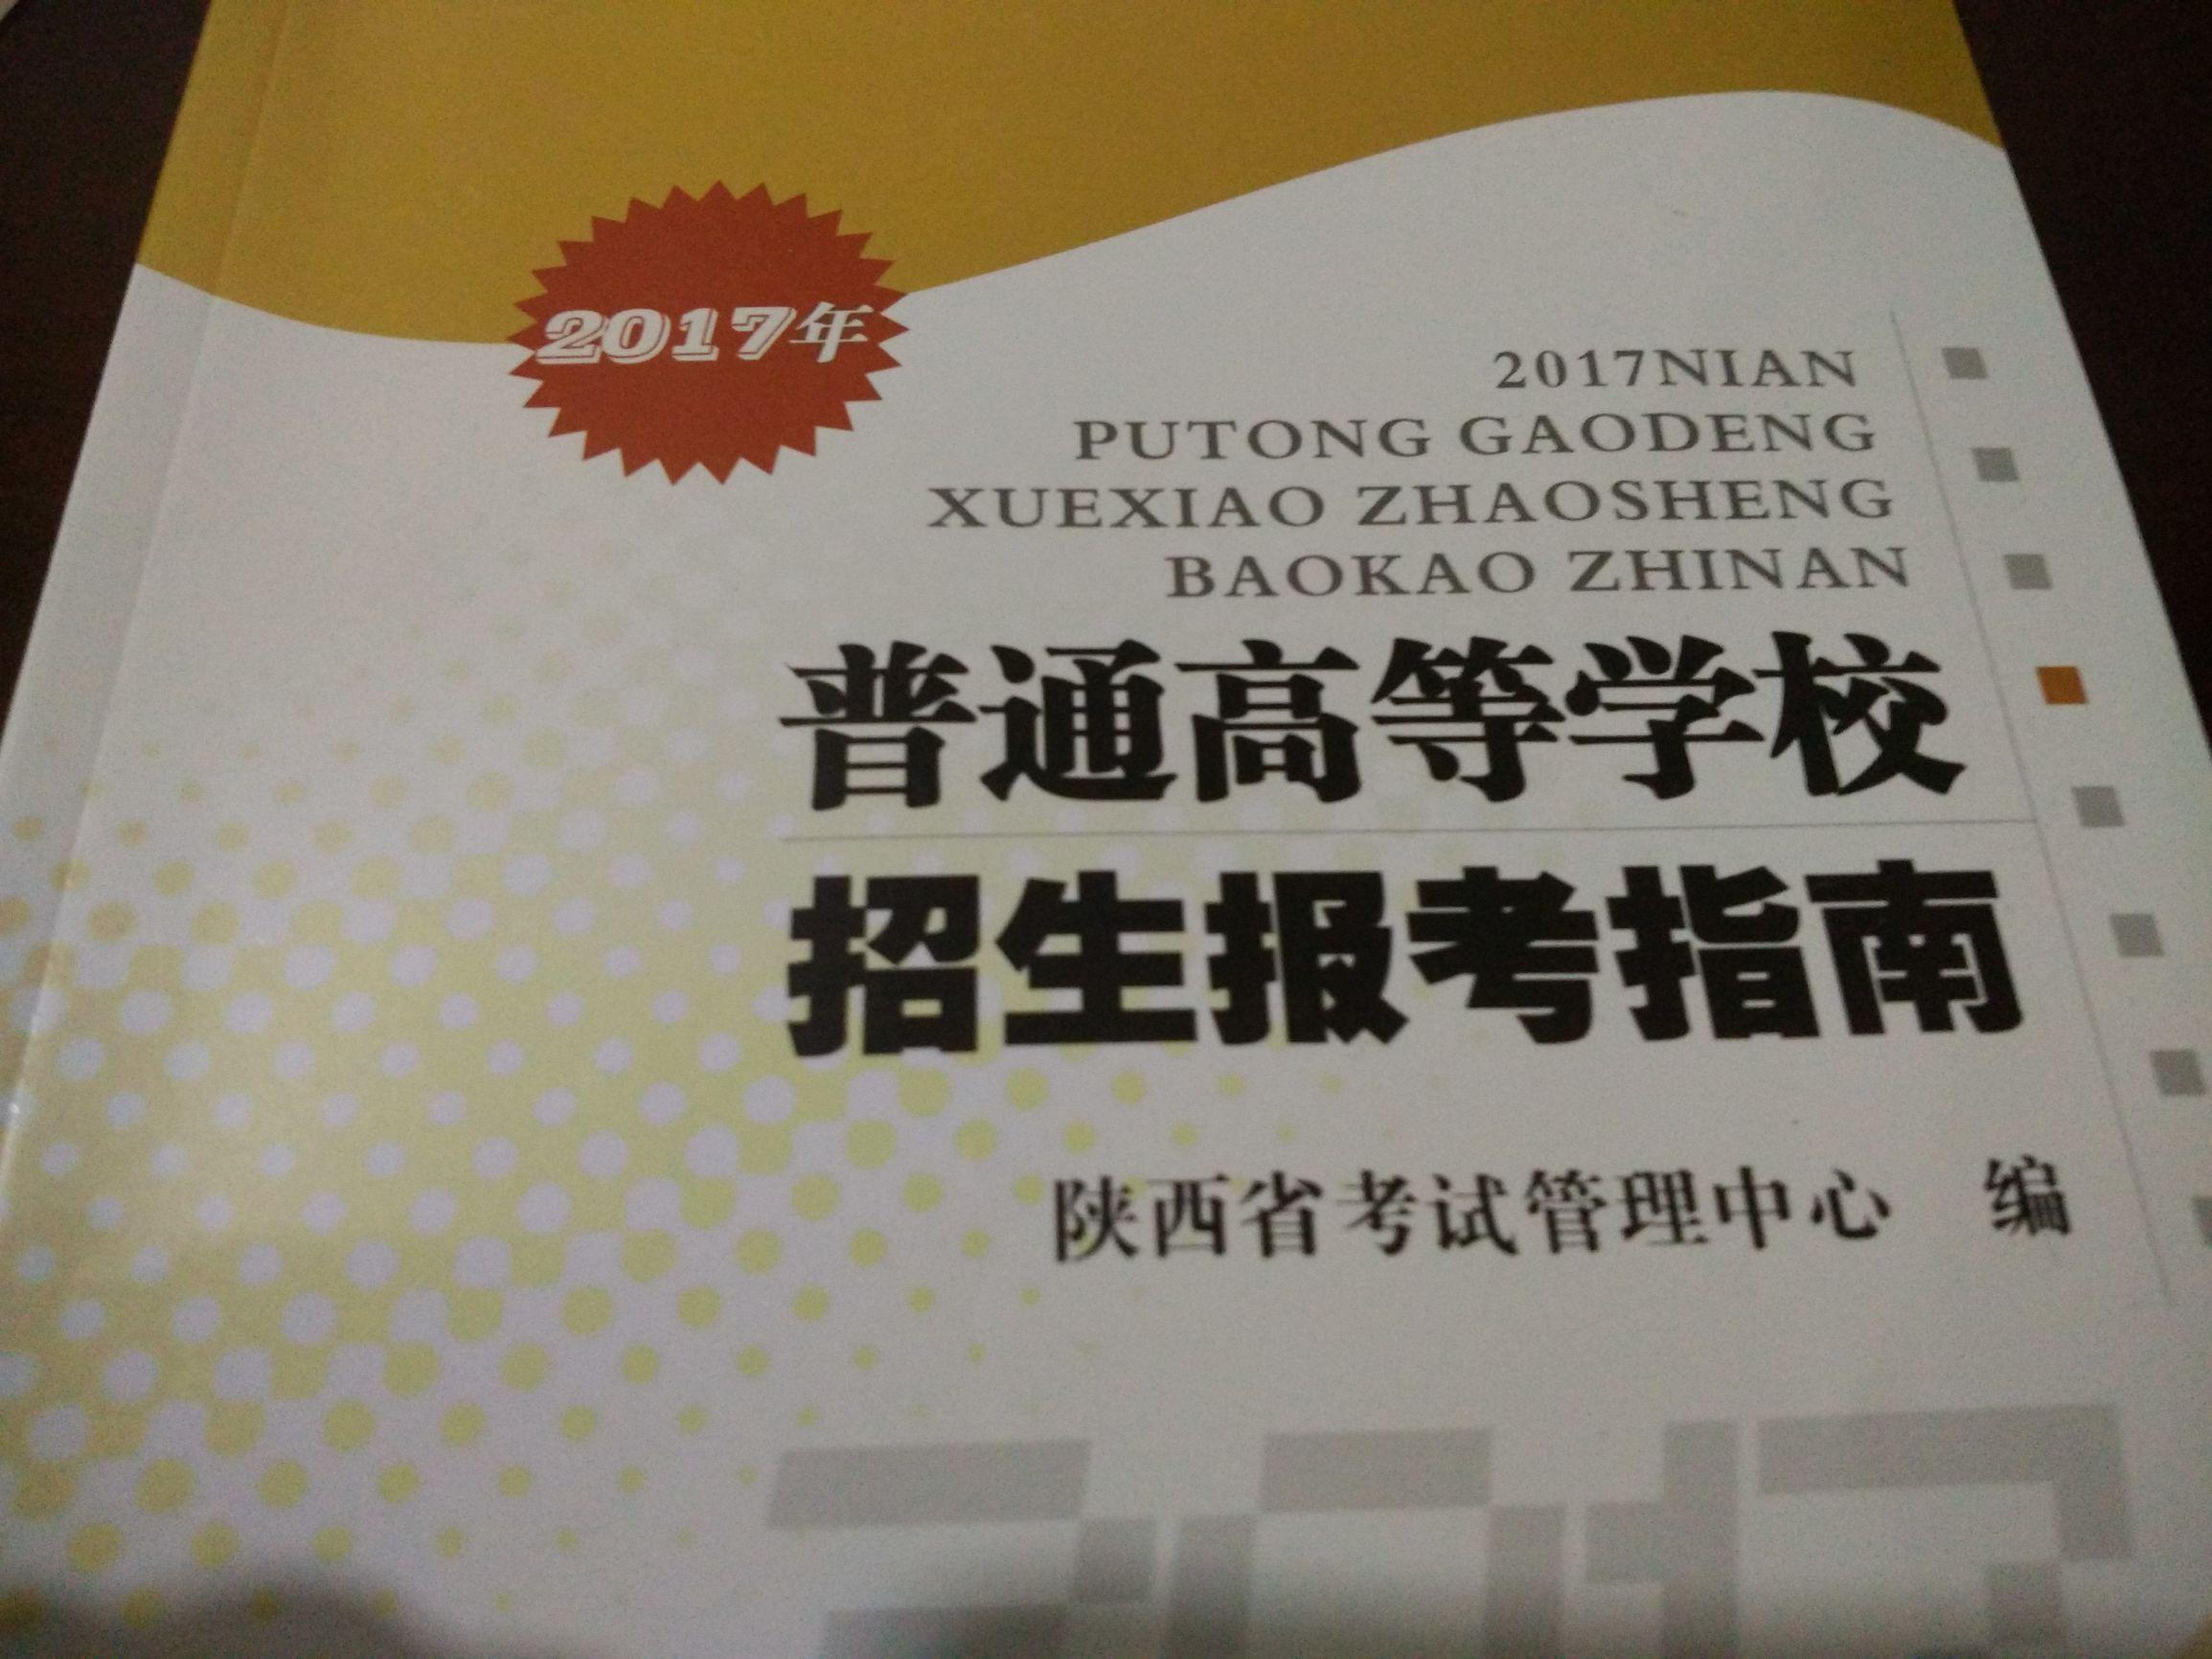 2017年
2017NIAN
PUTONG GAODENG
XUEXIAO ZHAOSHENG
BAOKAO ZHINAN
普通高等学校
招生报考指南
陕西省考试管理中心 编
2017